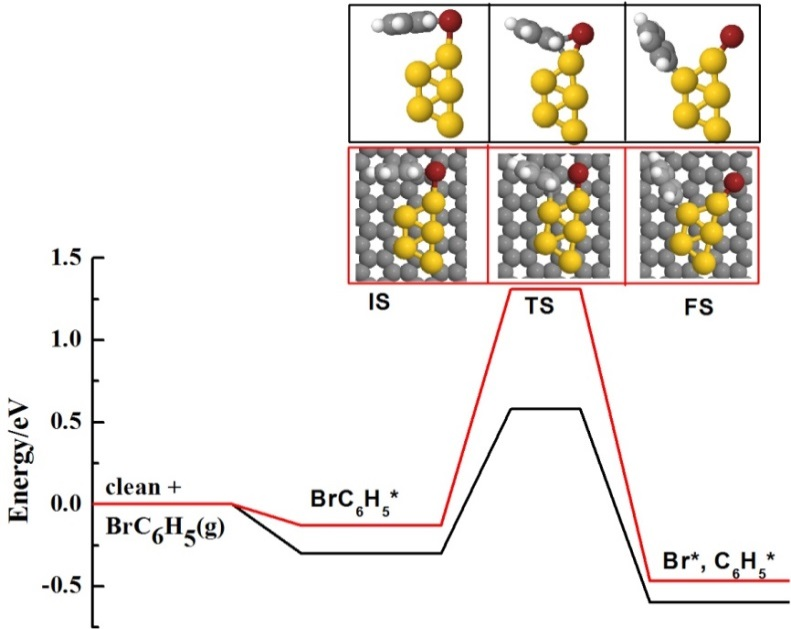 IS TS FS
1.5
1.0
0.5
0.0
-0.5
Energy/eV
clean +
BrC6H5(g)
BrC6H5*
Br*, C6H5*